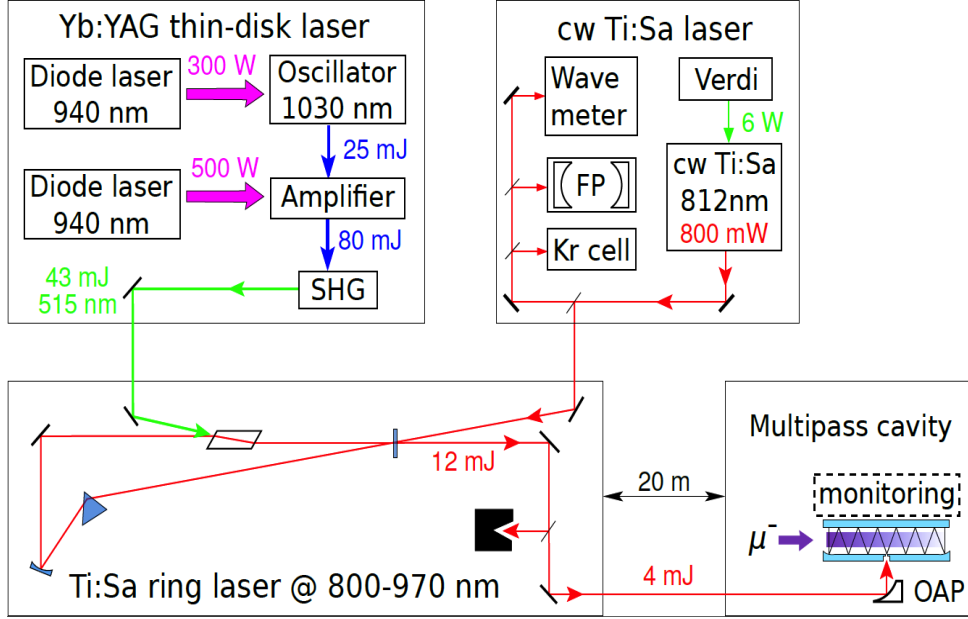 Yb:YAG thin-disk laser
Diode laser
940 nm
300 W
Oscillator
1030 nm
25 mJ
Diode laser
940 nm
500 W
Amplifier
80 mJ
SHG
43 mJ
515 nm
cw Ti:Sa laser
Wave
meter
FP
Kr cell
Verdi
6 W
cw Ti:Sa
812nm
800 mW
12 mJ
Ti:Sa ring laser @ 800-970 nm
20 m
4 mJ
Multipass cavity
monitoring
μ-
OAP